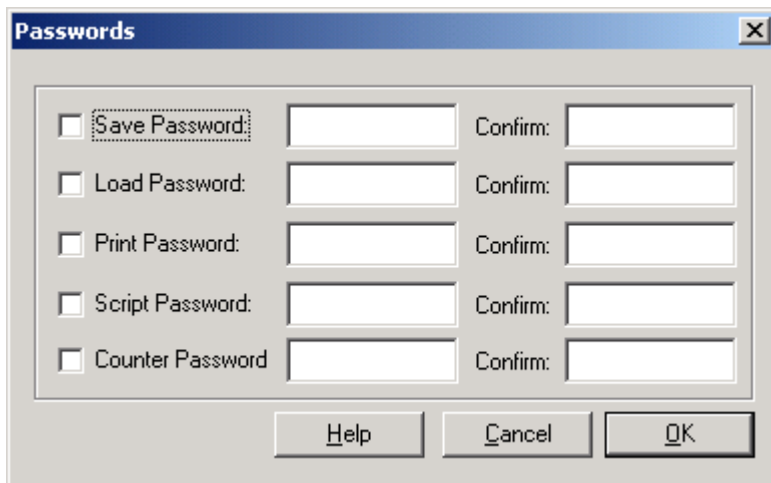 Passwords
Save Password: Confirm:
Load Password: Confirm:
Print Password: Confirm:
Script Password: Confirm:
Counter Password Confirm:
Help Cancel OK